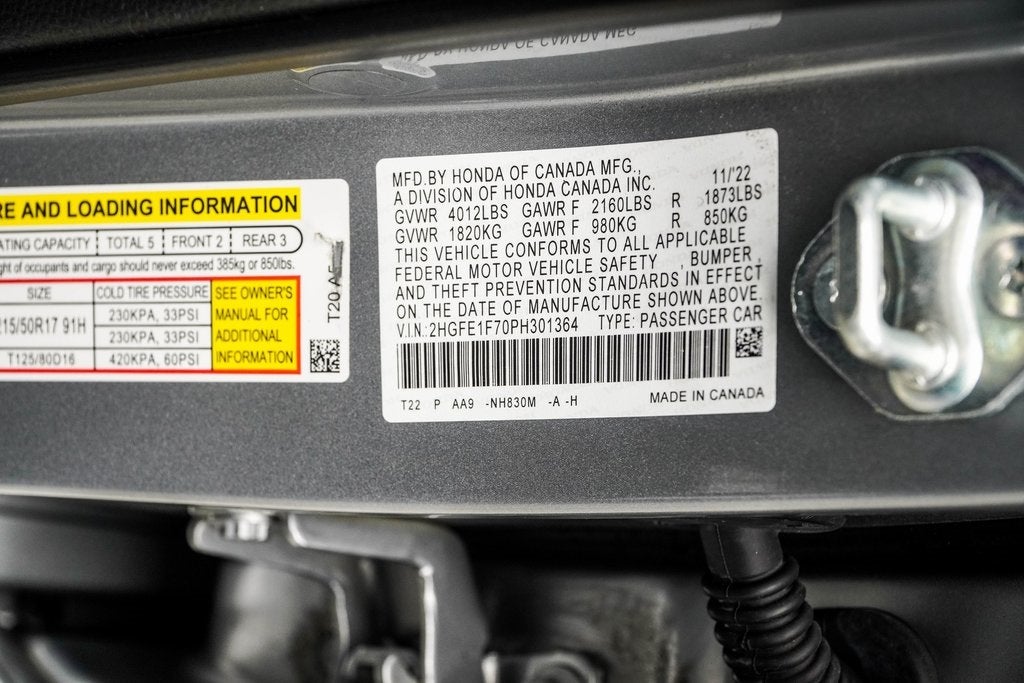 RE AND LOADING INFORMATION
ATING CAPACITY TOTAL 5 FRONT 2 REAR 3
ght of occupants and cargo should never exceed 385kg or 850lbs.
SIZE COLD TIRE PRESSURE SEE OWNER'S MANUAL FOR ADDITIONAL INFORMATION
215/50R17 91H 230KPA, 33PSI
230KPA, 33PSI
T125/80D16 420KPA, 60PSI
T20
MFD.BY HONDA OF CANADA MFG., 11/'22
A DIVISION OF HONDA CANADA INC.
GVWR 4012LBS GAWR F 2160LBS R 1873LBS
GVWR 1820KG GAWR F 980KG R 850KG
THIS VEHICLE CONFORMS TO ALL APPLICABLE
FEDERAL MOTOR VEHICLE SAFETY , BUMPER ,
AND THEFT PREVENTION STANDARDS IN EFFECT
ON THE DATE OF MANUFACTURE SHOWN ABOVE.
V.I.N: 2HGFE1F70PH301364 TYPE: PASSENGER CAR
T22 P AA9 -NH830M -A -H MADE IN CANADA